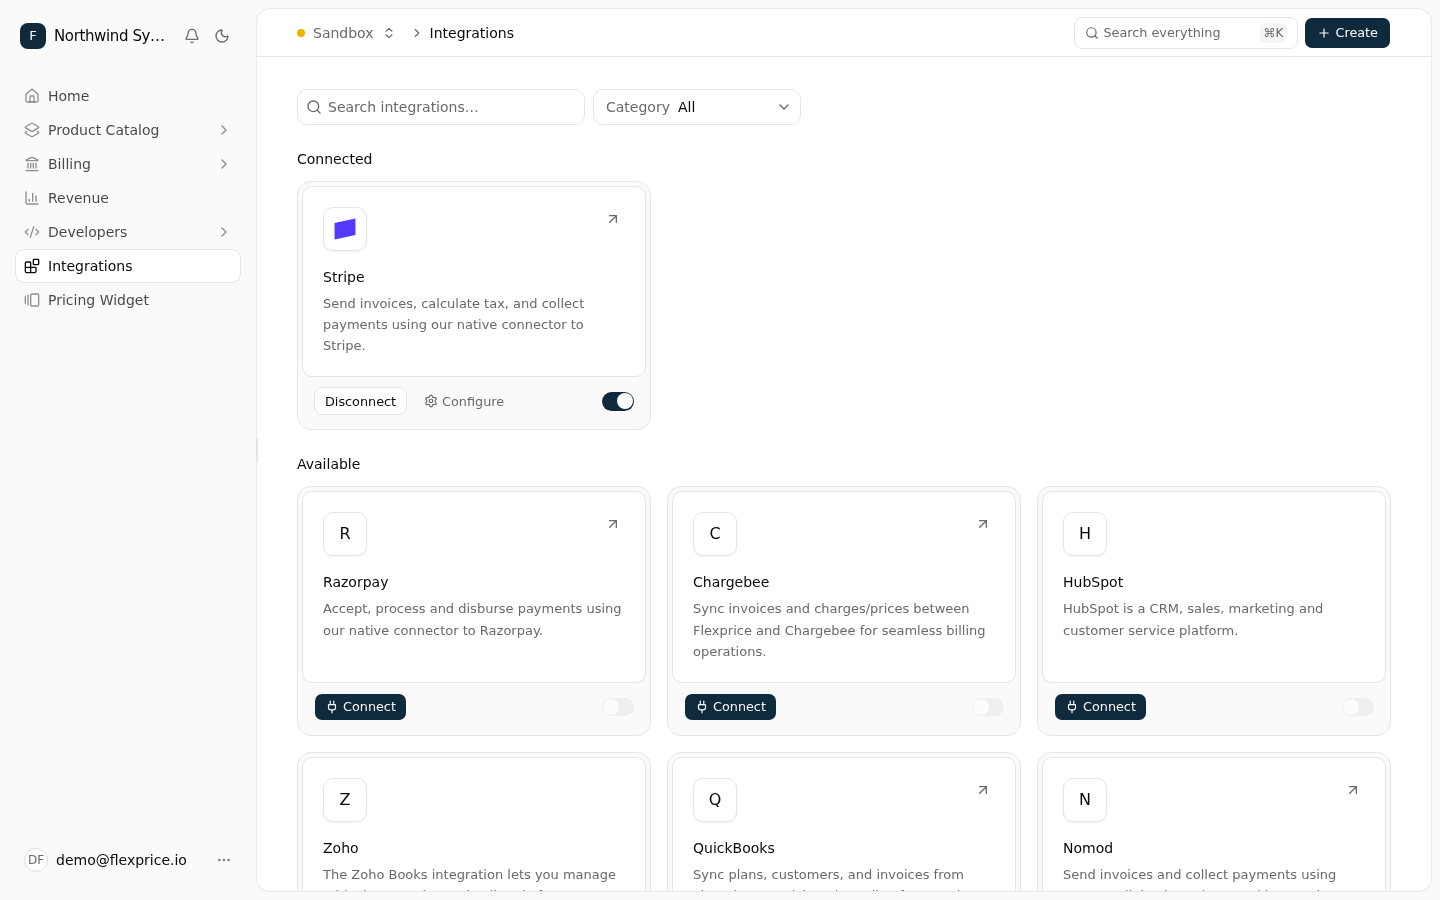 F Northwind Sy...
Sandbox
Integrations
Search everything
⌘K
+ Create
Home
Product Catalog
Billing
Revenue
Developers
Integrations
Pricing Widget
DF demo@flexprice.io
Search integrations...
Category All
Connected
Stripe
Send invoices, calculate tax, and collect
payments using our native connector to
Stripe.
Disconnect
Configure
Available
R
Razorpay
Accept, process and disburse payments using
our native connector to Razorpay.
Connect
C
Chargebee
Sync invoices and charges/prices between
Flexprice and Chargebee for seamless billing
operations.
Connect
H
HubSpot
HubSpot is a CRM, sales, marketing and
customer service platform.
Connect
Z
Zoho
The Zoho Books integration lets you manage
Q
QuickBooks
Sync plans, customers, and invoices from
N
Nomod
Send invoices and collect payments using